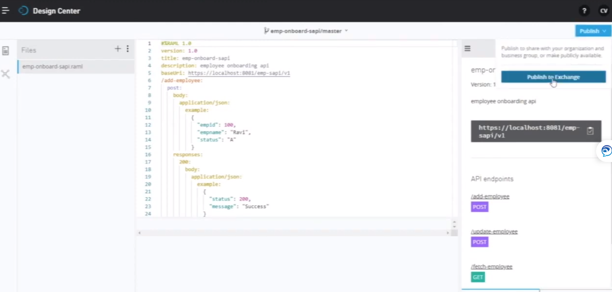 Design Center
?
CV
emp-onboard-sapi/master
Publish
Files
emp-onboard-sapi.raml
1 #%RAML 1.0
2 version: 1.0
3 title: emp-onboard-sapi
4 description: employee onboarding api
5 baseUri: https://localhost:8081/emp-sapi/v1
6 /add-employee:
7 post:
8 body:
9 application/json:
10 example:
11 {
12 "empid": 100,
13 "empname": "Ravi",
14 "status": "A"
15 }
16 responses:
17 200:
18 body:
19 application/json:
20 example:
21 {
22 "status": 200,
23 "message": "Success"
24 }
Publish to share with your organization and
business group, or make publicly available.
emp-or
Publish to Exchange
Version: 1
employee onboarding api
https://localhost:8081/emp-
sapi/v1
API endpoints
/add-employee
POST
/update-employee
POST
/fetch-employee
GET